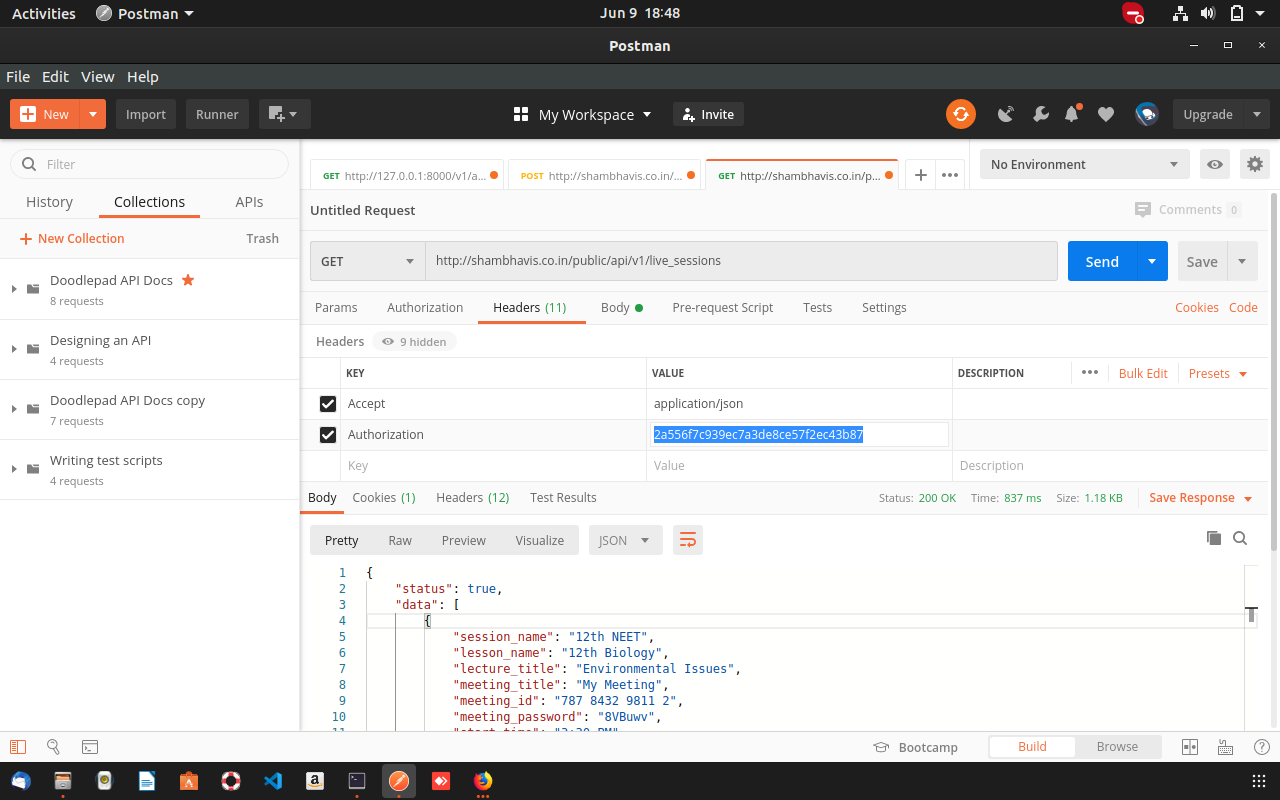 Activities Postman Jun 9 18:48
Postman
File Edit View Help
New Import Runner My Workspace Invite Upgrade
Filter
History Collections APIs
New Collection Trash
Doodlepad API Docs
8 requests
Designing an API
4 requests
Doodlepad API Docs copy
7 requests
Writing test scripts
4 requests
GET http://127.0.0.1:8000/v1/a... POST http://shambhavis.co.in/... GET http://shambhavis.co.in/p... No Environment
Untitled Request Comments 0
GET http://shambhavis.co.in/public/api/v1/live_sessions Send Save
Params Authorization Headers (11) Body Pre-request Script Tests Settings Cookies Code
Headers 9 hidden
KEY VALUE DESCRIPTION Bulk Edit Presets
Accept application/json
Authorization 2a556f7c939ec7a3de8ce57f2ec43b87
Key Value Description
Body Cookies (1) Headers (12) Test Results Status: 200 OK Time: 837 ms Size: 1.18 KB Save Response
Pretty Raw Preview Visualize JSON
1 {
2 "status": true,
3 "data": [
4 {
5 "session_name": "12th NEET",
6 "lesson_name": "12th Biology",
7 "lecture_title": "Environmental Issues",
8 "meeting_title": "My Meeting",
9 "meeting_id": "787 8432 9811 2",
10 "meeting_password": "8VBuwv",
Bootcamp Build Browse